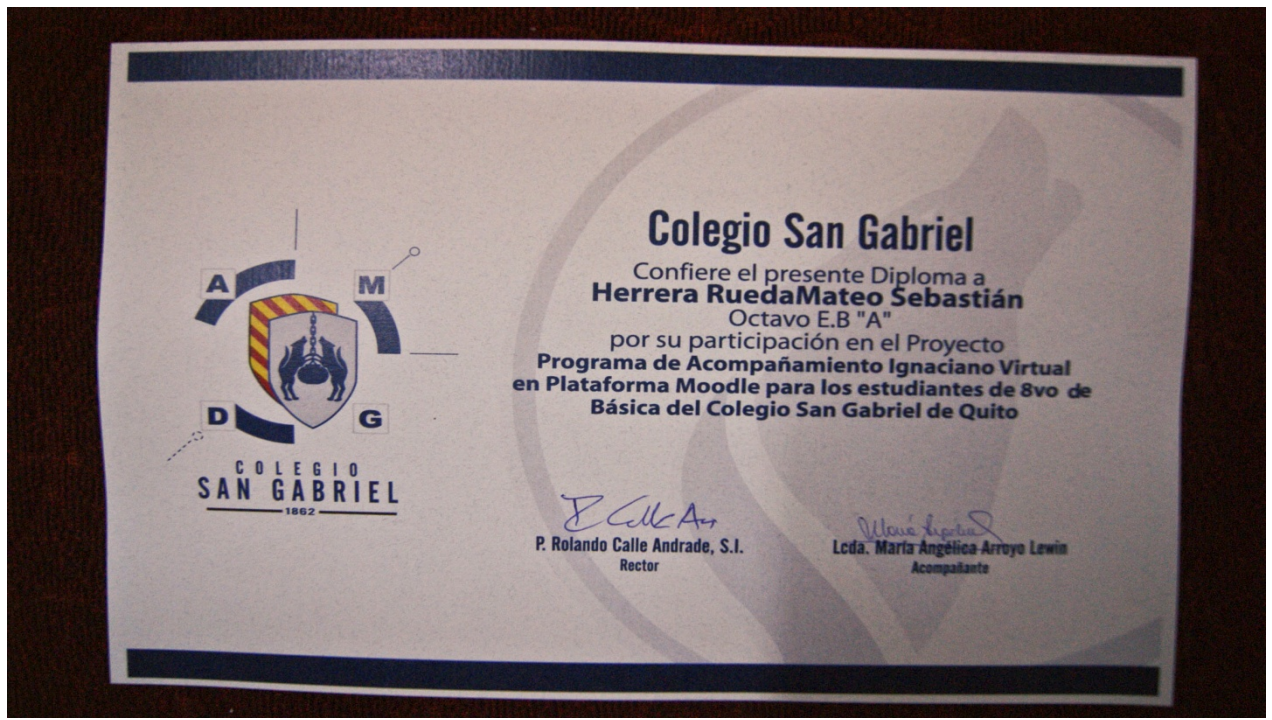 A M
D G
COLEGIO
SAN GABRIEL
1862
Colegio San Gabriel
Confiere el presente Diploma a
Herrera RuedaMateo Sebastián
Octavo E.B "A"
por su participación en el Proyecto
Programa de Acompañamiento Ignaciano Virtual
en Plataforma Moodle para los estudiantes de 8vo de
Básica del Colegio San Gabriel de Quito
P. Rolando Calle Andrade, S.I.
Rector
Lcda. María Angélica Arroyo Lewin
Acompañante